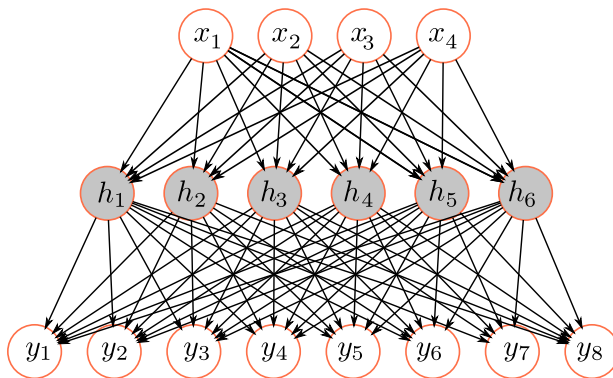 x₁ x₂ x₃ x₄
h₁ h₂ h₃ h₄ h₅ h₆
y₁ y₂ y₃ y₄ y₅ y₆ y₇ y₈